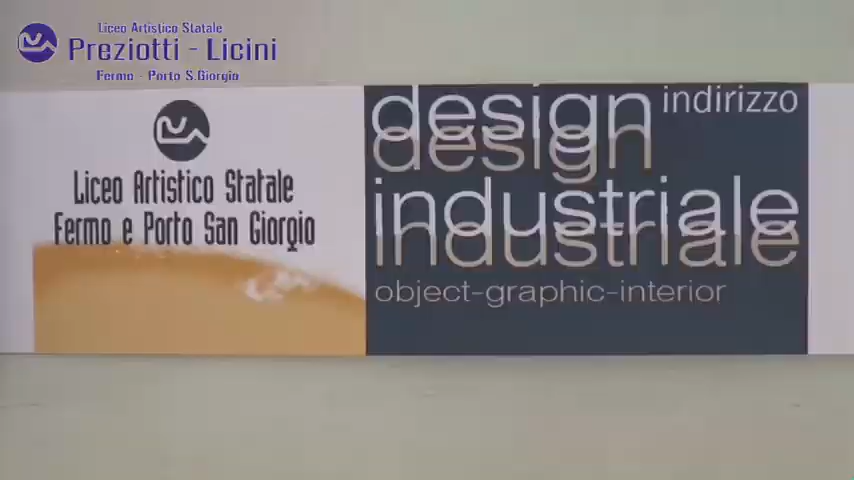 Liceo Artistico Statale
Preziotti - Licini
Fermo - Porto S.Giorgio
Liceo Artistico Statale
Fermo e Porto San Giorgio
design indirizzo
design
industriale
industriale
object-graphic-interior